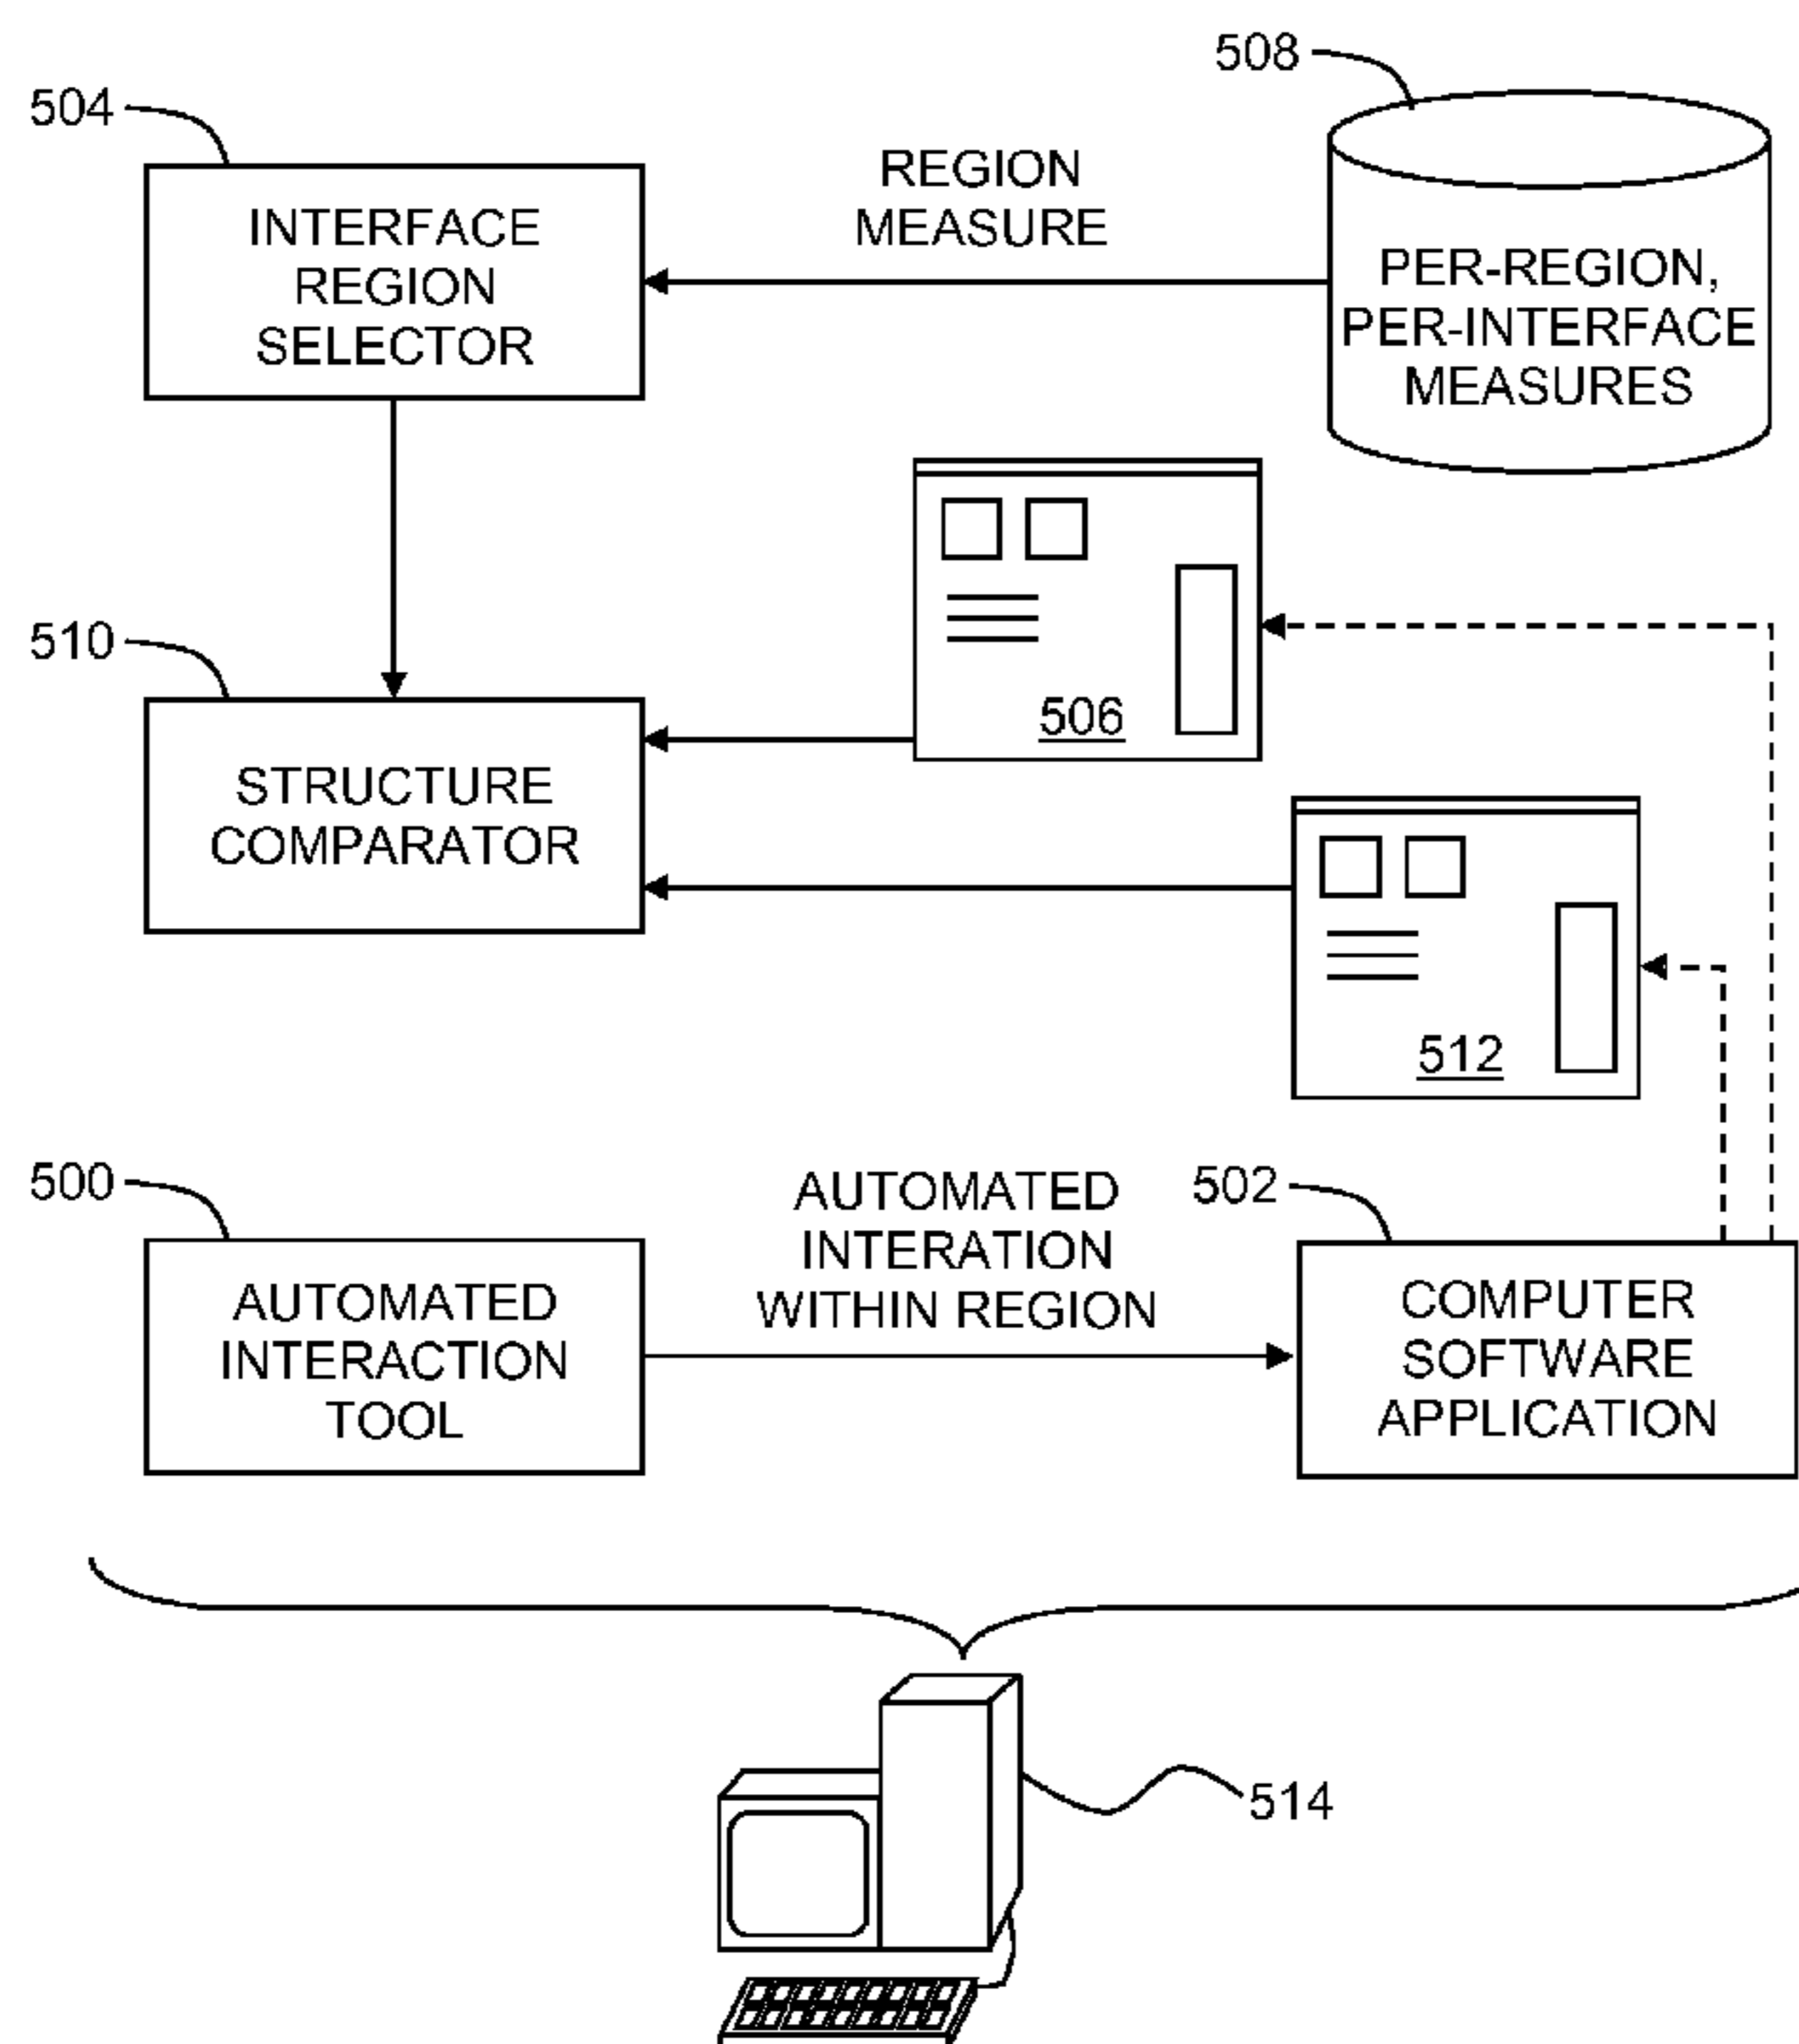 508
504
REGION
MEASURE
INTERFACE
REGION
SELECTOR
PER-REGION,
PER-INTERFACE
MEASURES
510
506
STRUCTURE
COMPARATOR
512
500
AUTOMATED
INTERATION
WITHIN REGION
502
AUTOMATED
INTERACTION
TOOL
COMPUTER
SOFTWARE
APPLICATION
514